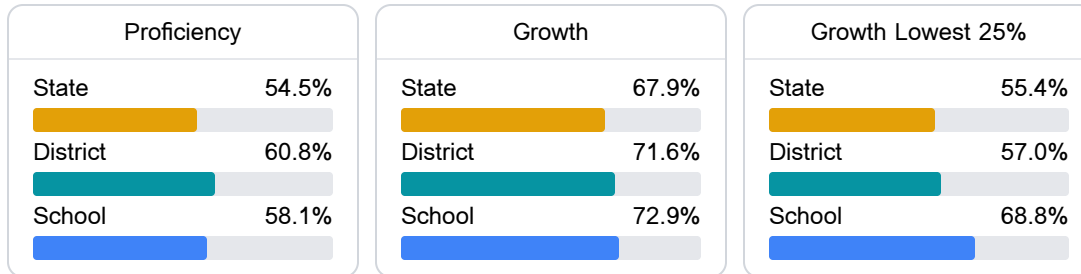 Proficiency
State 54.5%
District 60.8%
School 58.1%
Growth
State 67.9%
District 71.6%
School 72.9%
Growth Lowest 25%
State 55.4%
District 57.0%
School 68.8%